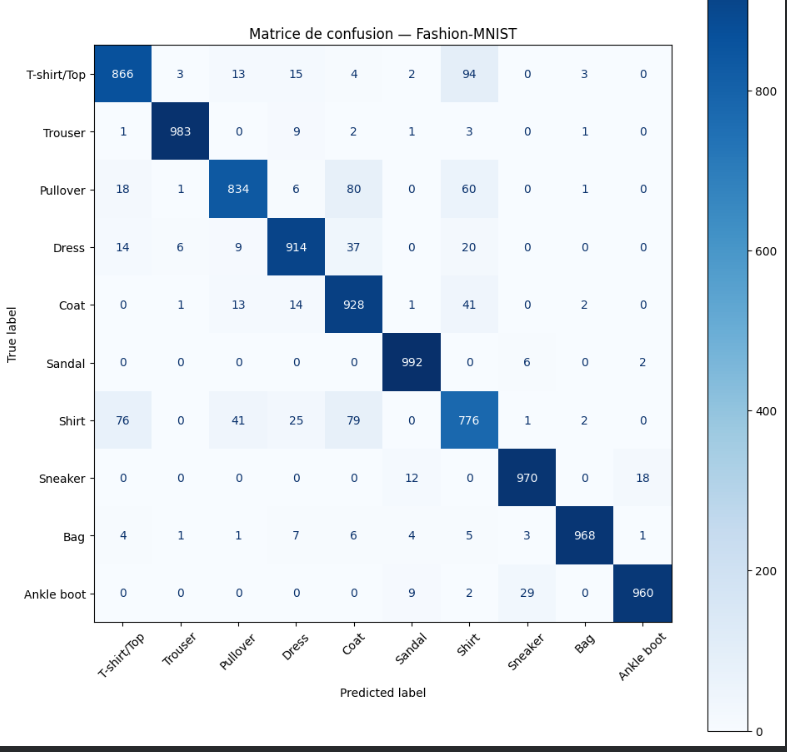 Matrice de confusion — Fashion-MNIST
T-shirt/Top 866 3 13 15 4 2 94 0 3 0
Trouser 1 983 0 9 2 1 3 0 1 0
Pullover 18 1 834 6 80 0 60 0 1 0
Dress 14 6 9 914 37 0 20 0 0 0
Coat 0 1 13 14 928 1 41 0 2 0
Sandal 0 0 0 0 0 992 0 6 0 2
Shirt 76 0 41 25 79 0 776 1 2 0
Sneaker 0 0 0 0 0 12 0 970 0 18
Bag 4 1 1 7 6 4 5 3 968 1
Ankle boot 0 0 0 0 0 9 2 29 0 960
T-shirt/Top Trouser Pullover Dress Coat Sandal Shirt Sneaker Bag Ankle boot
Predicted label
True label
800
600
400
200
0